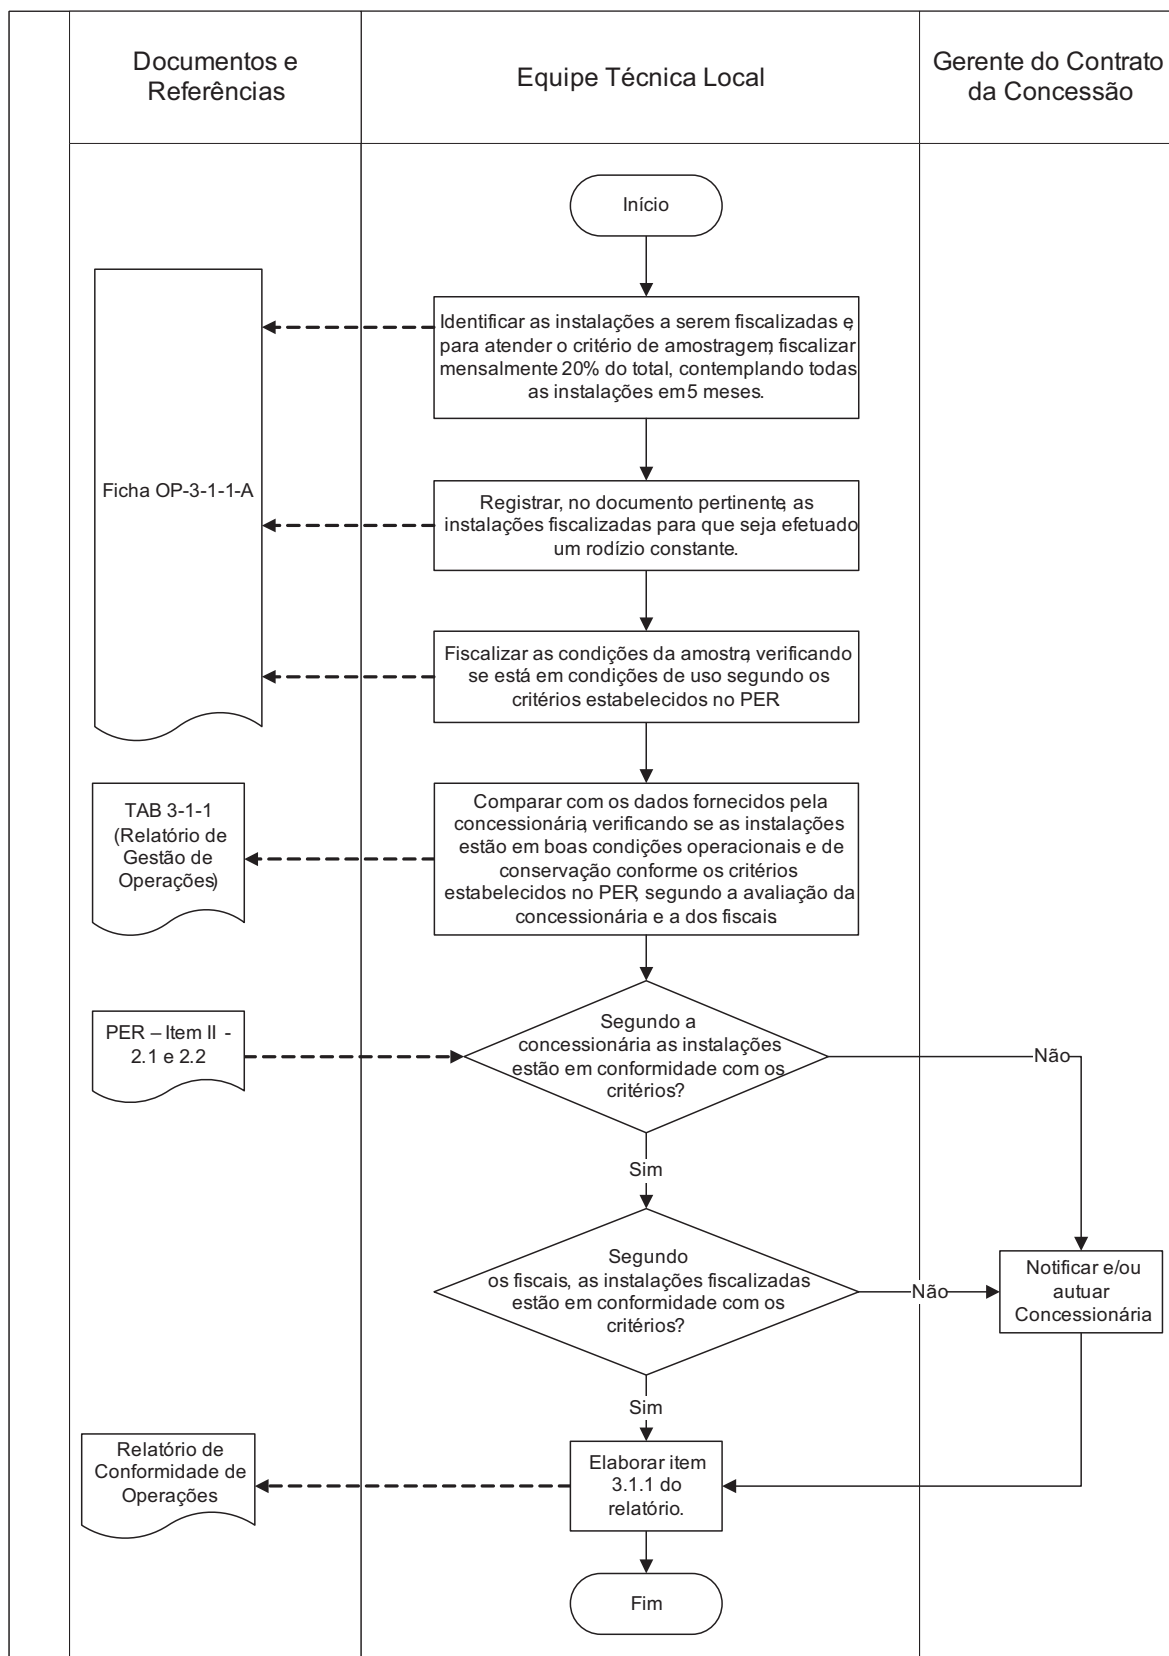 Documentos e
Referências
Equipe Técnica Local
Gerente do Contrato
da Concessão
Início
Identificar as instalações a serem fiscalizadas e,
para atender o critério de amostragem, fiscalizar
mensalmente 20% do total, contemplando todas
as instalações em 5 meses.
Ficha OP-3-1-1-A
Registrar, no documento pertinente, as
instalações fiscalizadas para que seja efetuado
um rodízio constante.
Fiscalizar as condições da amostra, verificando
se está em condições de uso segundo os
critérios estabelecidos no PER
TAB 3-1-1
(Relatório de
Gestão de
Operações)
Comparar com os dados fornecidos pela
concessionária, verificando se as instalações
estão em boas condições operacionais e de
conservação conforme os critérios
estabelecidos no PER, segundo a avaliação da
concessionária e a dos fiscais.
PER – Item II -
2.1 e 2.2
Segundo a
concessionária as instalações
estão em conformidade com os
critérios?
Não
Sim
Segundo
os fiscais, as instalações fiscalizadas
estão em conformidade com os
critérios?
Não
Notificar e/ou
autuar
Concessionária
Sim
Relatório de
Conformidade de
Operações
Elaborar item
3.1.1 do
relatório.
Fim